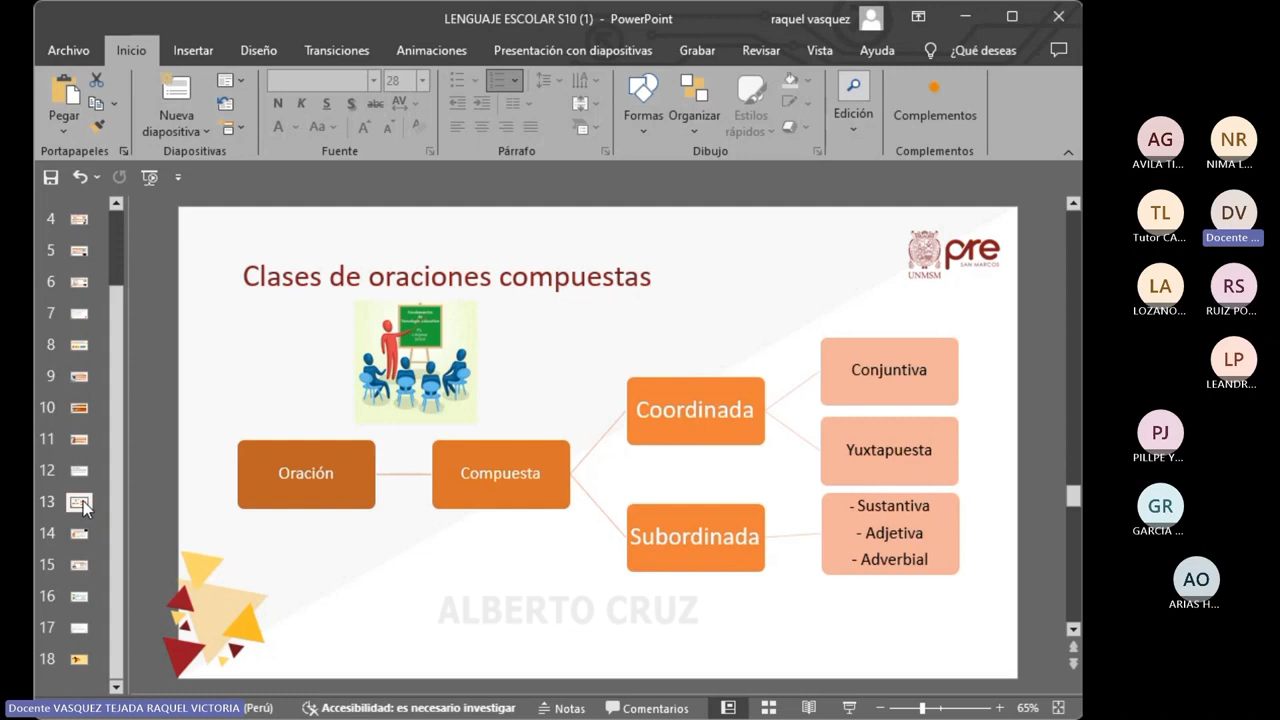 LENGUAJE ESCOLAR S10 (1) - PowerPoint
raquel vasquez
Archivo
Inicio
Insertar
Diseño
Transiciones
Animaciones
Presentación con diapositivas
Grabar
Revisar
Vista
Ayuda
¿Qué deseas
Pegar
Nueva
diapositiva
28
N K S S abc AV
A Aa A A
Formas
Organizar
Estilos
rápidos
Edición
Complementos
Portapapeles
Diapositivas
Fuente
Párrafo
Dibujo
Complementos
4
5
6
7
8
9
10
11
12
13
14
15
16
17
18
Clases de oraciones compuestas
UNMSM
pre
SAN MARCOS
Oración
Compuesta
Coordinada
Subordinada
Conjuntiva
Yuxtapuesta
- Sustantiva
- Adjetiva
- Adverbial
ALBERTO CRUZ
Docente VASQUEZ TEJADA RAQUEL VICTORIA
(Perú)
Accesibilidad: es necesario investigar
Notas
Comentarios
65%
AG
AVILA TI...
NR
NIMA L...
TL
Tutor CA...
DV
Docente ...
LA
LOZANO...
RS
RUIZ PO...
LP
LEANDR...
PJ
PILLPE Y...
GR
GARCIA ...
AO
ARIAS H...